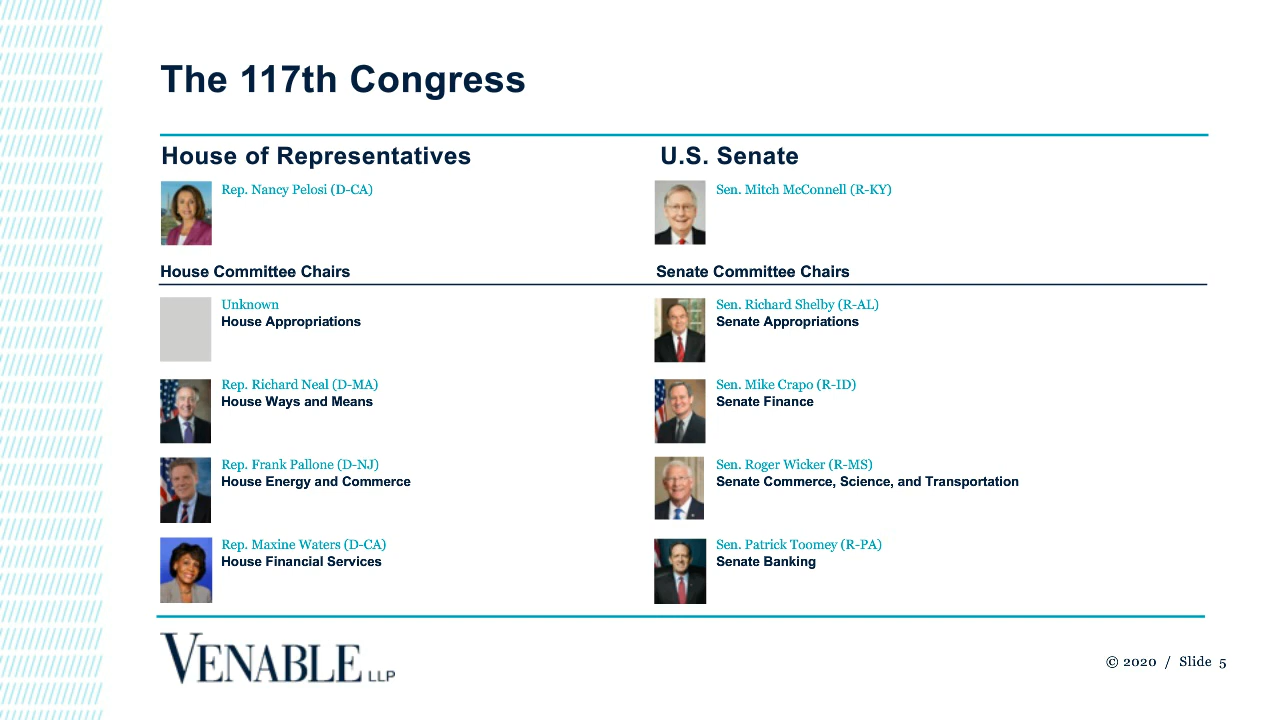 The 117th Congress
House of Representatives
Rep. Nancy Pelosi (D-CA)
House Committee Chairs
Unknown
House Appropriations
Rep. Richard Neal (D-MA)
House Ways and Means
Rep. Frank Pallone (D-NJ)
House Energy and Commerce
Rep. Maxine Waters (D-CA)
House Financial Services
U.S. Senate
Sen. Mitch McConnell (R-KY)
Senate Committee Chairs
Sen. Richard Shelby (R-AL)
Senate Appropriations
Sen. Mike Crapo (R-ID)
Senate Finance
Sen. Roger Wicker (R-MS)
Senate Commerce, Science, and Transportation
Sen. Patrick Toomey (R-PA)
Senate Banking
VENABLE LLP
© 2020 / Slide 5